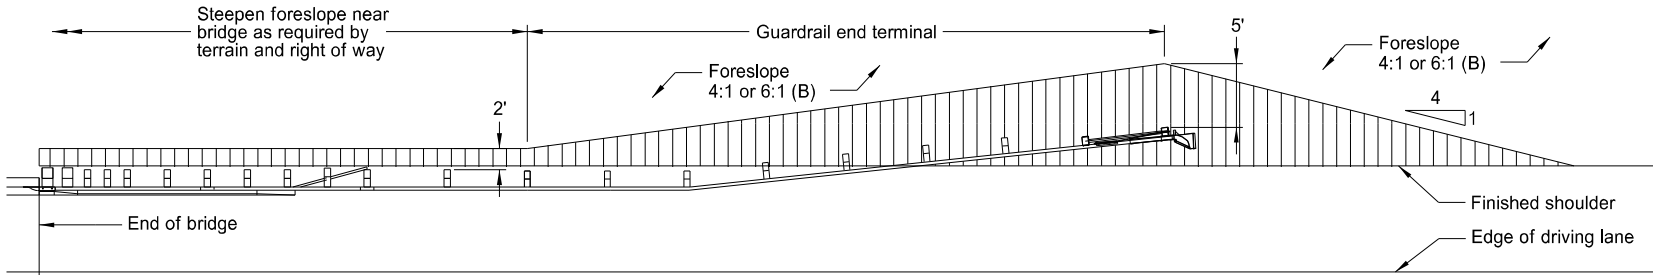 Steepen foreslope near
bridge as required by
terrain and right of way
Guardrail end terminal
5'
Foreslope
4:1 or 6:1 (B)
Foreslope
4:1 or 6:1 (B)
2'
4
1
End of bridge
Finished shoulder
Edge of driving lane